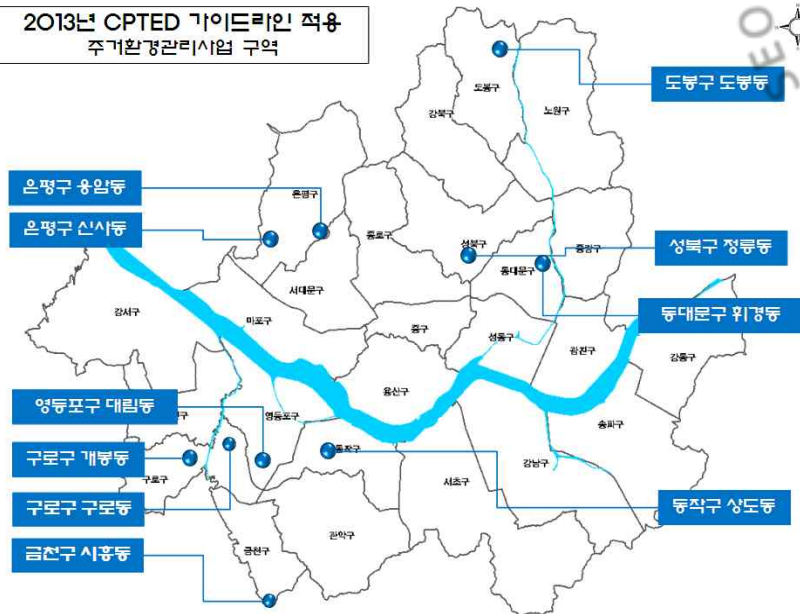 2013년 CPTED 가이드라인 적용
주거환경관리사업 구역
SEO
도봉구 도봉동
도봉구
강북구
노원구
은평구 응암동
은평구
은평구 신사동
종로구
성북구
중랑구
성북구 정릉동
동대문구
서대문구
강서구
마포구
중구
성동구
광진구
동대문구 휘경동
강동구
용산구
영등포구 대림동
영등포구
송파구
동작구
구로구 개봉동
구로구
강남구
서초구
구로구 구로동
동작구 상도동
관악구
금천구
금천구 시흥동